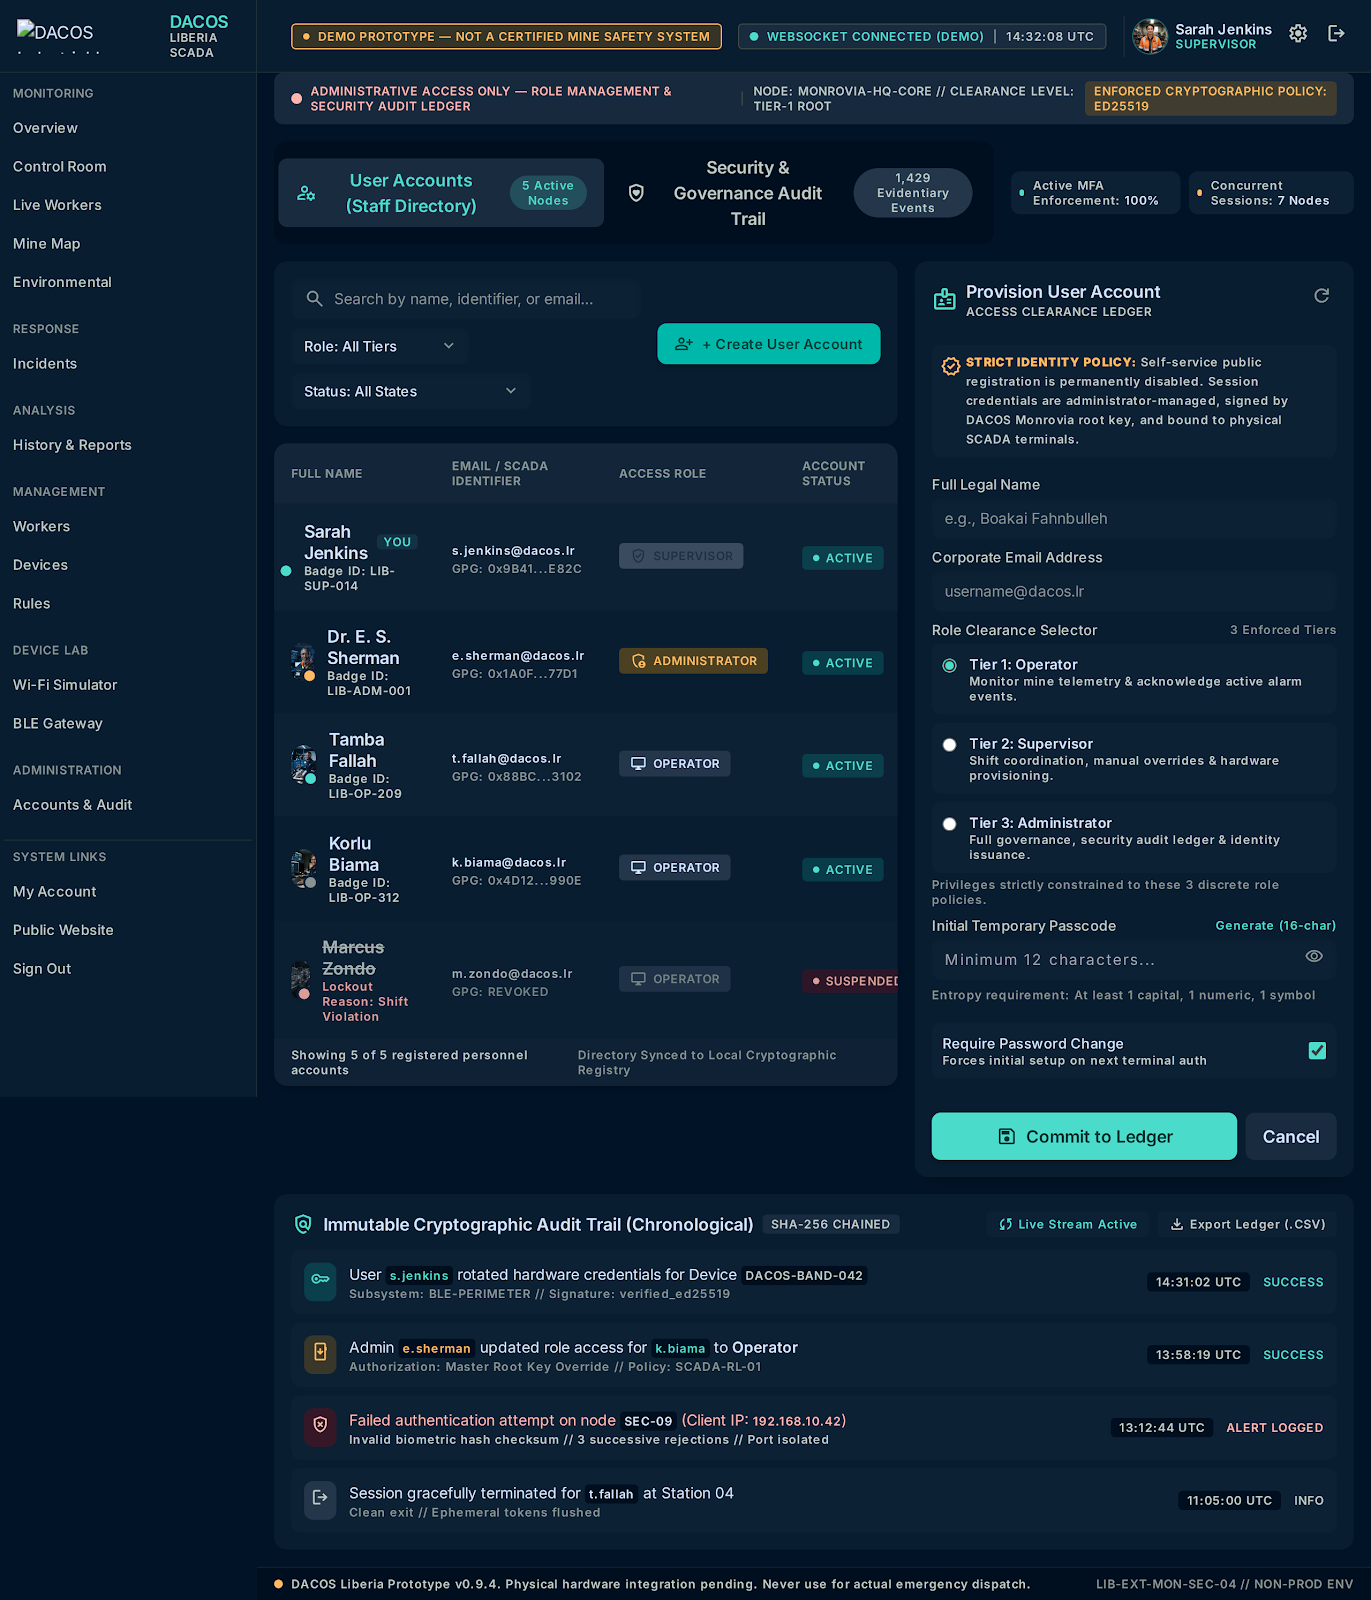 DACOS
DACOS
LIBERIA
SCADA
DEMO PROTOTYPE — NOT A CERTIFIED MINE SAFETY SYSTEM
WEBSOCKET CONNECTED (DEMO) | 14:32:08 UTC
Sarah Jenkins
SUPERVISOR
MONITORING
Overview
Control Room
Live Workers
Mine Map
Environmental
RESPONSE
Incidents
ANALYSIS
History & Reports
MANAGEMENT
Workers
Devices
Rules
DEVICE LAB
Wi-Fi Simulator
BLE Gateway
ADMINISTRATION
Accounts & Audit
SYSTEM LINKS
My Account
Public Website
Sign Out
ADMINISTRATIVE ACCESS ONLY — ROLE MANAGEMENT &
SECURITY AUDIT LEDGER
NODE: MONROVIA-HQ-CORE // CLEARANCE LEVEL:
TIER-1 ROOT
ENFORCED CRYPTOGRAPHIC POLICY:
ED25519
User Accounts
(Staff Directory)
5 Active
Nodes
Security &
Governance Audit
Trail
1,429
Evidentiary
Events
Active MFA
Enforcement: 100%
Concurrent
Sessions: 7 Nodes
Search by name, identifier, or email...
Role: All Tiers
Status: All States
+ Create User Account
FULL NAME
EMAIL / SCADA
IDENTIFIER
ACCESS ROLE
ACCOUNT
STATUS
Sarah
Jenkins
YOU
Badge ID: LIB-
SUP-014
s.jenkins@dacos.lr
GPG: 0x9B41...E82C
SUPERVISOR
ACTIVE
Dr. E. S.
Sherman
Badge ID:
LIB-ADM-001
e.sherman@dacos.lr
GPG: 0x1A0F...77D1
ADMINISTRATOR
ACTIVE
Tamba
Fallah
Badge ID:
LIB-OP-209
t.fallah@dacos.lr
GPG: 0x88BC...3102
OPERATOR
ACTIVE
Korlu
Biama
Badge ID:
LIB-OP-312
k.biama@dacos.lr
GPG: 0x4D12...990E
OPERATOR
ACTIVE
Marcus
Zondo
Lockout
Reason: Shift
Violation
m.zondo@dacos.lr
GPG: REVOKED
OPERATOR
SUSPENDED
Showing 5 of 5 registered personnel
accounts
Directory Synced to Local Cryptographic
Registry
Provision User Account
ACCESS CLEARANCE LEDGER
STRICT IDENTITY POLICY: Self-service public
registration is permanently disabled. Session
credentials are administrator-managed, signed by
DACOS Monrovia root key, and bound to physical
SCADA terminals.
Full Legal Name
e.g., Boakai Fahnbulleh
Corporate Email Address
username@dacos.lr
Role Clearance Selector
3 Enforced Tiers
Tier 1: Operator
Monitor mine telemetry & acknowledge active alarm
events.
Tier 2: Supervisor
Shift coordination, manual overrides & hardware
provisioning.
Tier 3: Administrator
Full governance, security audit ledger & identity
issuance.
Privileges strictly constrained to these 3 discrete role
policies.
Initial Temporary Passcode
Generate (16-char)
Minimum 12 characters...
Entropy requirement: At least 1 capital, 1 numeric, 1 symbol
Require Password Change
Forces initial setup on next terminal auth
Commit to Ledger
Cancel
Immutable Cryptographic Audit Trail (Chronological)
SHA-256 CHAINED
Live Stream Active
Export Ledger (.CSV)
User s.jenkins rotated hardware credentials for Device DACOS-BAND-042
Subsystem: BLE-PERIMETER // Signature: verified_ed25519
14:31:02 UTC
SUCCESS
Admin e.sherman updated role access for k.biama to Operator
Authorization: Master Root Key Override // Policy: SCADA-RL-01
13:58:19 UTC
SUCCESS
Failed authentication attempt on node SEC-09 (Client IP: 192.168.10.42)
Invalid biometric hash checksum // 3 successive rejections // Port isolated
13:12:44 UTC
ALERT LOGGED
Session gracefully terminated for t.fallah at Station 04
Clean exit // Ephemeral tokens flushed
11:05:00 UTC
INFO
DACOS Liberia Prototype v0.9.4. Physical hardware integration pending. Never use for actual emergency dispatch.
LIB-EXT-MON-SEC-04 // NON-PROD ENV